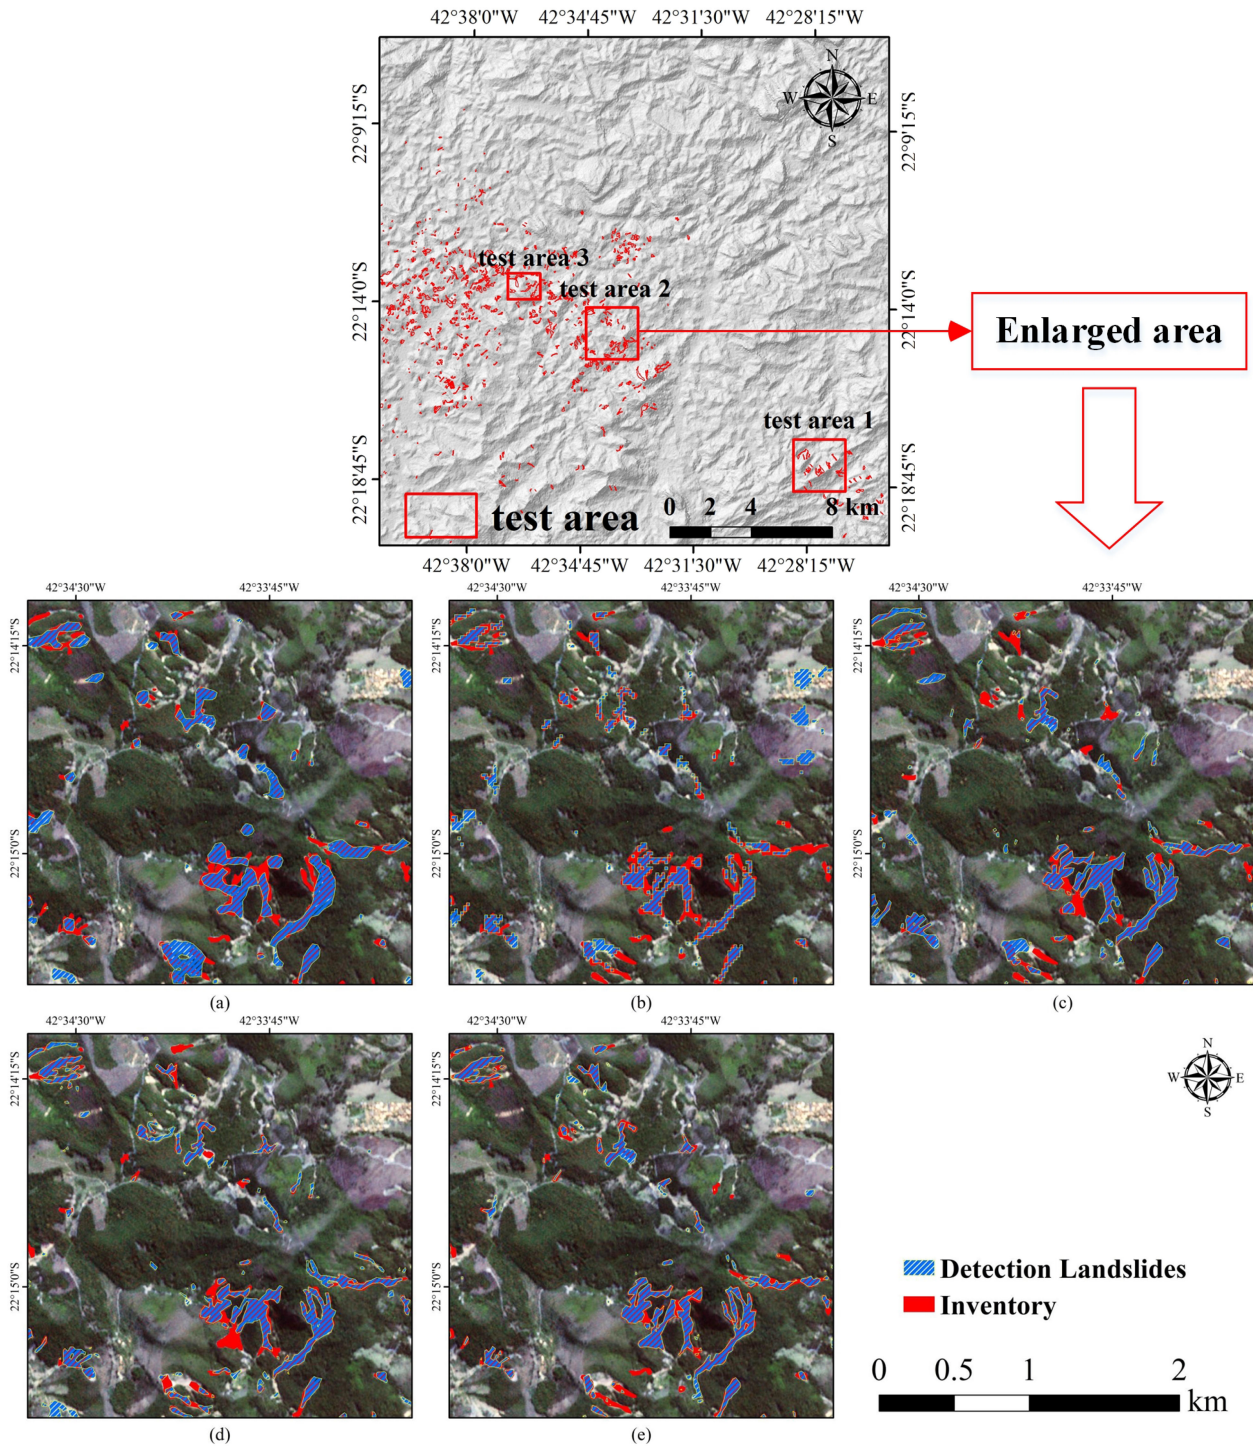 42°38'0"W 42°34'45"W 42°31'30"W 42°28'15"W
N
W E
S
22°9'15"S
22°9'15"S
test area 3
test area 2
22°14'0"S
22°14'0"S
Enlarged area
test area 1
22°18'45"S
22°18'45"S
0 2 4 8 km
test area
42°38'0"W 42°34'45"W 42°31'30"W 42°28'15"W
42°34'30"W 42°33'45"W
42°34'30"W 42°33'45"W
42°34'30"W 42°33'45"W
22°14'15"S
22°14'15"S
22°14'15"S
22°15'0"S
22°15'0"S
22°15'0"S
(a)
(b)
(c)
42°34'30"W 42°33'45"W
42°34'30"W 42°33'45"W
22°14'15"S
22°14'15"S
N
W E
S
22°15'0"S
22°15'0"S
Detection Landslides
Inventory
0 0.5 1 2
km
(d)
(e)